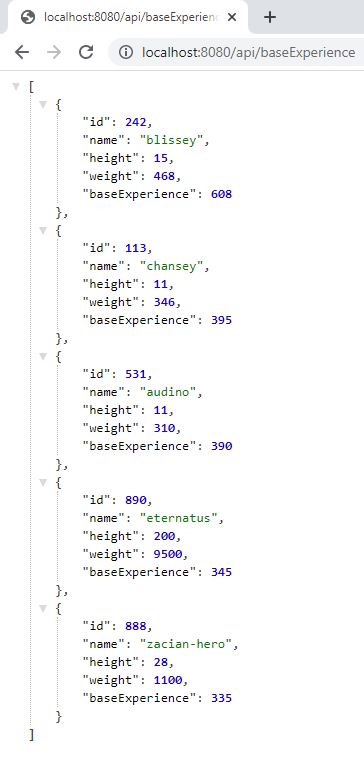 localhost:8080/api/baseExperien
localhost:8080/api/baseExperience
[
{
"id": 242,
"name": "blissey",
"height": 15,
"weight": 468,
"baseExperience": 608
},
{
"id": 113,
"name": "chansey",
"height": 11,
"weight": 346,
"baseExperience": 395
},
{
"id": 531,
"name": "audino",
"height": 11,
"weight": 310,
"baseExperience": 390
},
{
"id": 890,
"name": "eternatus",
"height": 200,
"weight": 9500,
"baseExperience": 345
},
{
"id": 888,
"name": "zacian-hero",
"height": 28,
"weight": 1100,
"baseExperience": 335
}
]